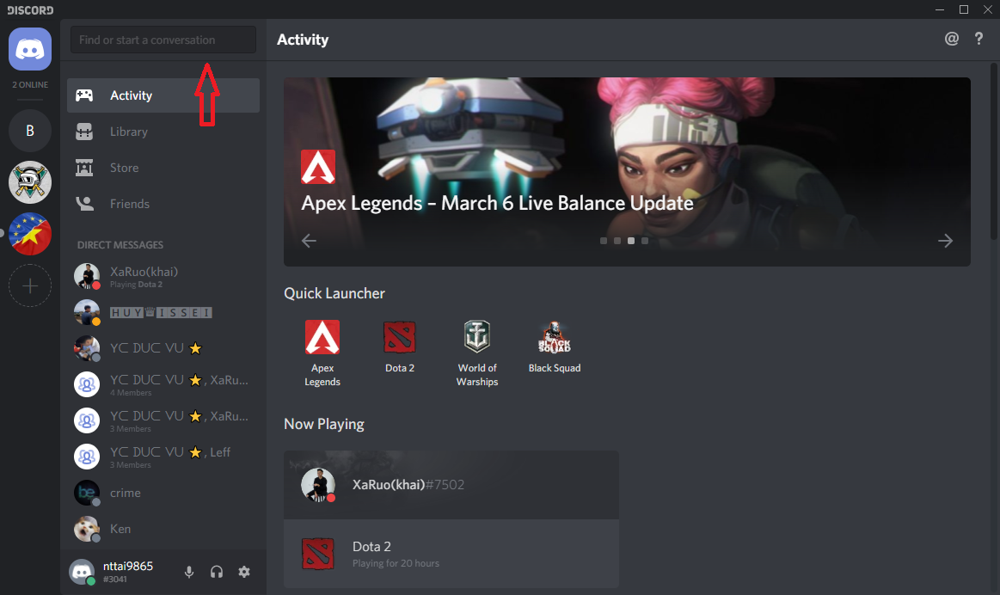 DISCORD
2 ONLINE
B
Find or start a conversation
Activity
Library
Store
Friends
DIRECT MESSAGES
XaRuo(khai)
Playing Dota 2
HUY♛ISSEI
YC DUC VU ⭐
YC DUC VU ⭐, XaRu...
4 Members
YC DUC VU ⭐, XaRu...
3 Members
YC DUC VU ⭐, Leff
3 Members
be
crime
Ken
nttai9865
#3041
Activity
@ ?
Apex Legends – March 6 Live Balance Update
Quick Launcher
Apex
Legends
Dota 2
World of
Warships
BLACK
SQUAD
Black Squad
Now Playing
XaRuo(khai)#7502
Dota 2
Playing for 20 hours